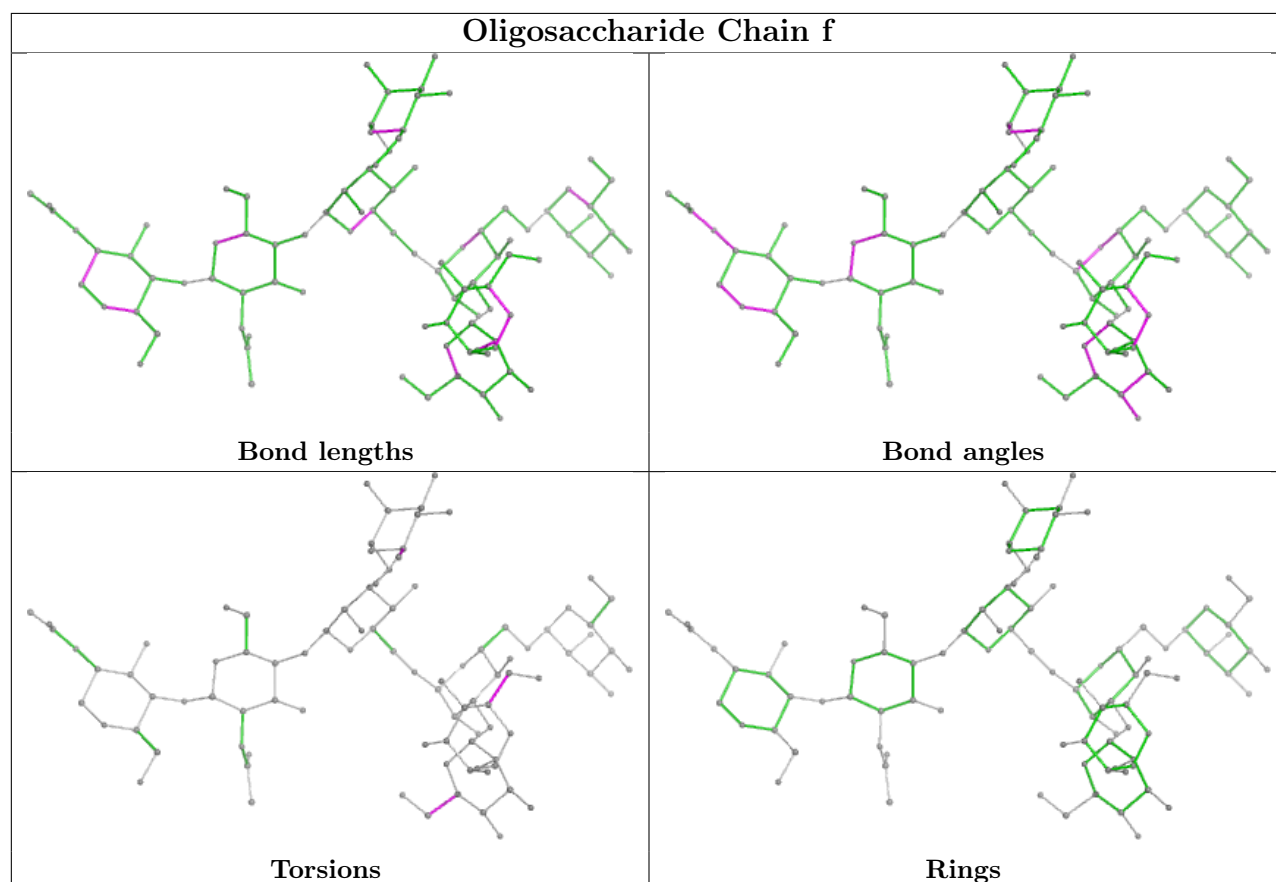 Oligosaccharide Chain f
Bond lengths
Bond angles
Torsions
Rings